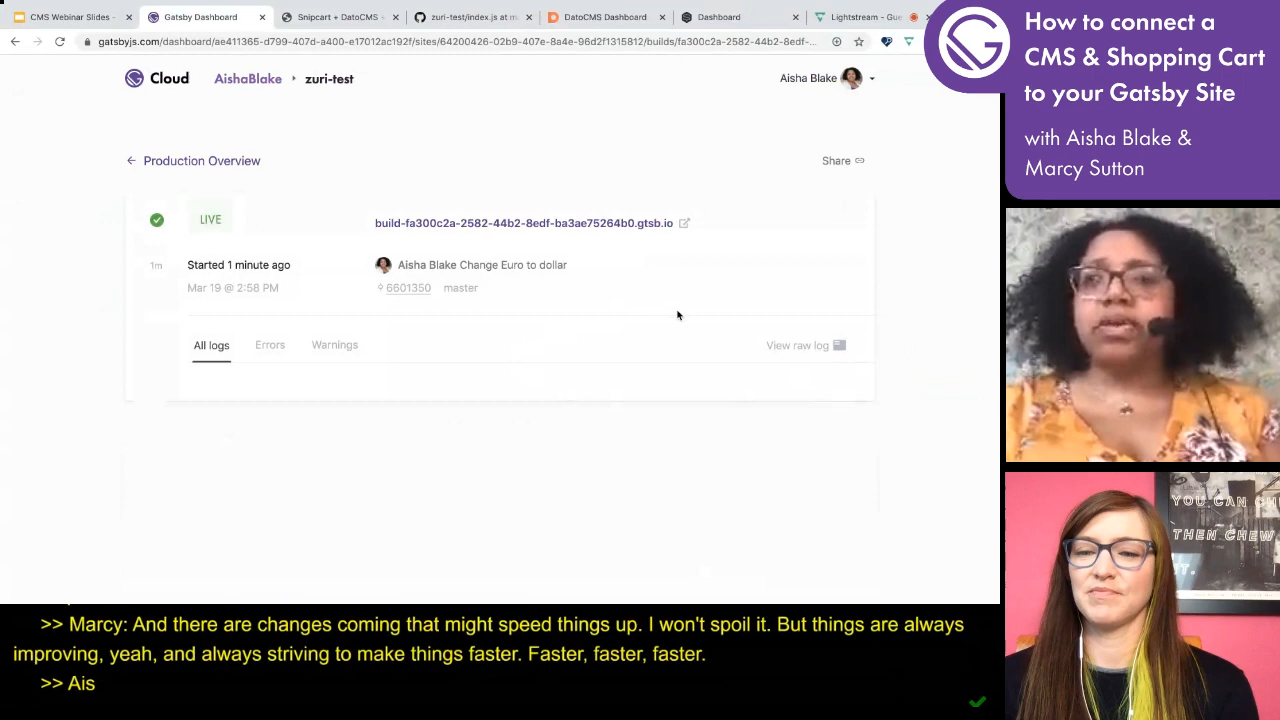 CMS Webinar Slides -
Gatsby Dashboard
Snipcart + DatoCMS +
zuri-test/index.js at m
DatoCMS Dashboard
Dashboard
Lightstream - Gue
How to connect a
CMS & Shopping Cart
to your Gatsby Site
with Aisha Blake &
Marcy Sutton
gatsbyjs.com/dashboard/ae411365-d799-407d-a400-e17012ac192f/sites/64200426-02b9-407e-8a4e-96d2f1315812/builds/fa300c2a-2582-44b2-8edf-...
Cloud
AishaBlake
zuri-test
Aisha Blake
Production Overview
Share
LIVE
build-fa300c2a-2582-44b2-8edf-ba3ae75264b0.gtsb.io
1m
Started 1 minute ago
Aisha Blake Change Euro to dollar
Mar 19 @ 2:58 PM
6601350
master
All logs
Errors
Warnings
View raw log
YOU CAN
THEN CHEW
>> Marcy: And there are changes coming that might speed things up. I won't spoil it. But things are always
improving, yeah, and always striving to make things faster. Faster, faster, faster.
>> Ais